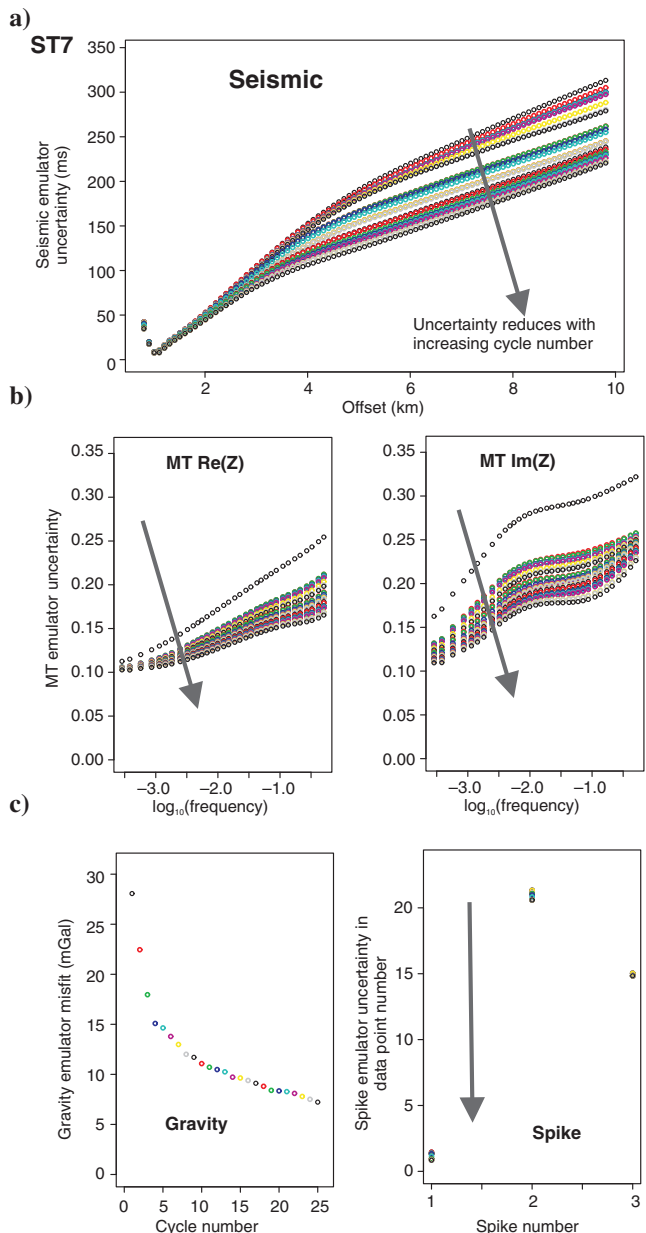 a)
ST7
Seismic
Seismic emulator
uncertainty (ms)
350
300
250
200
150
100
50
0
Uncertainty reduces with
increasing cycle number
2 4 6 8 10
Offset (km)
b)
MT Re(Z)
MT emulator uncertainty
0.35
0.30
0.25
0.20
0.15
0.10
0.05
0.00
−3.0 −2.0 −1.0
log₁₀(frequency)
MT Im(Z)
0.35
0.30
0.25
0.20
0.15
0.10
0.05
0.00
−3.0 −2.0 −1.0
log₁₀(frequency)
c)
Gravity emulator misfit (mGal)
30
25
20
15
10
5
0
Gravity
0 5 10 15 20 25
Cycle number
Spike emulator uncertainty in
data point number
20
15
10
5
0
Spike
1 2 3
Spike number